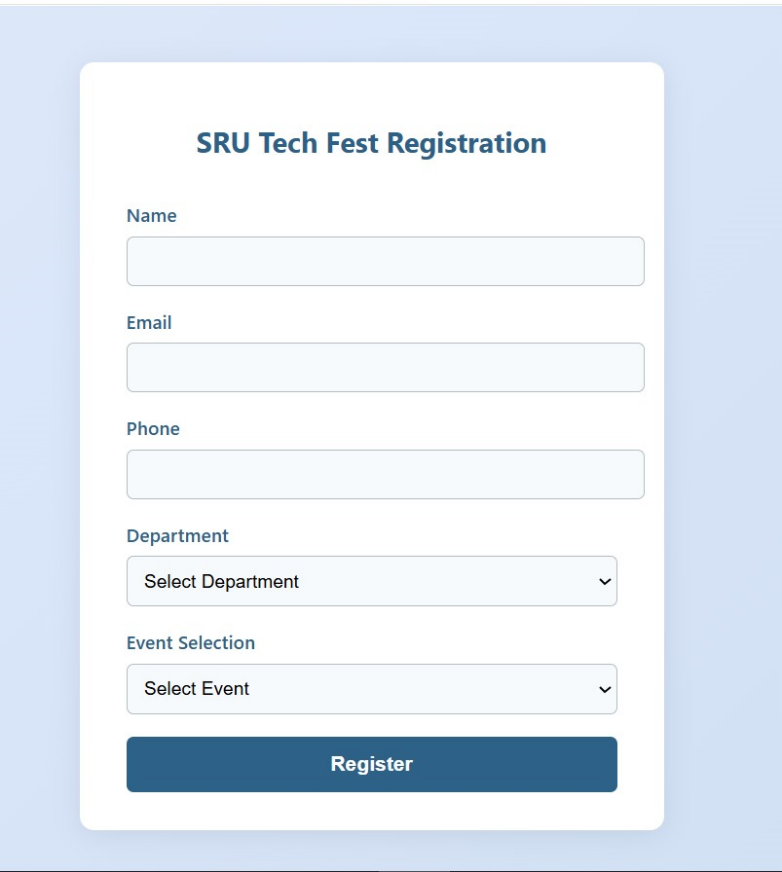 SRU Tech Fest Registration
Name
Email
Phone
Department
Select Department
Event Selection
Select Event
Register